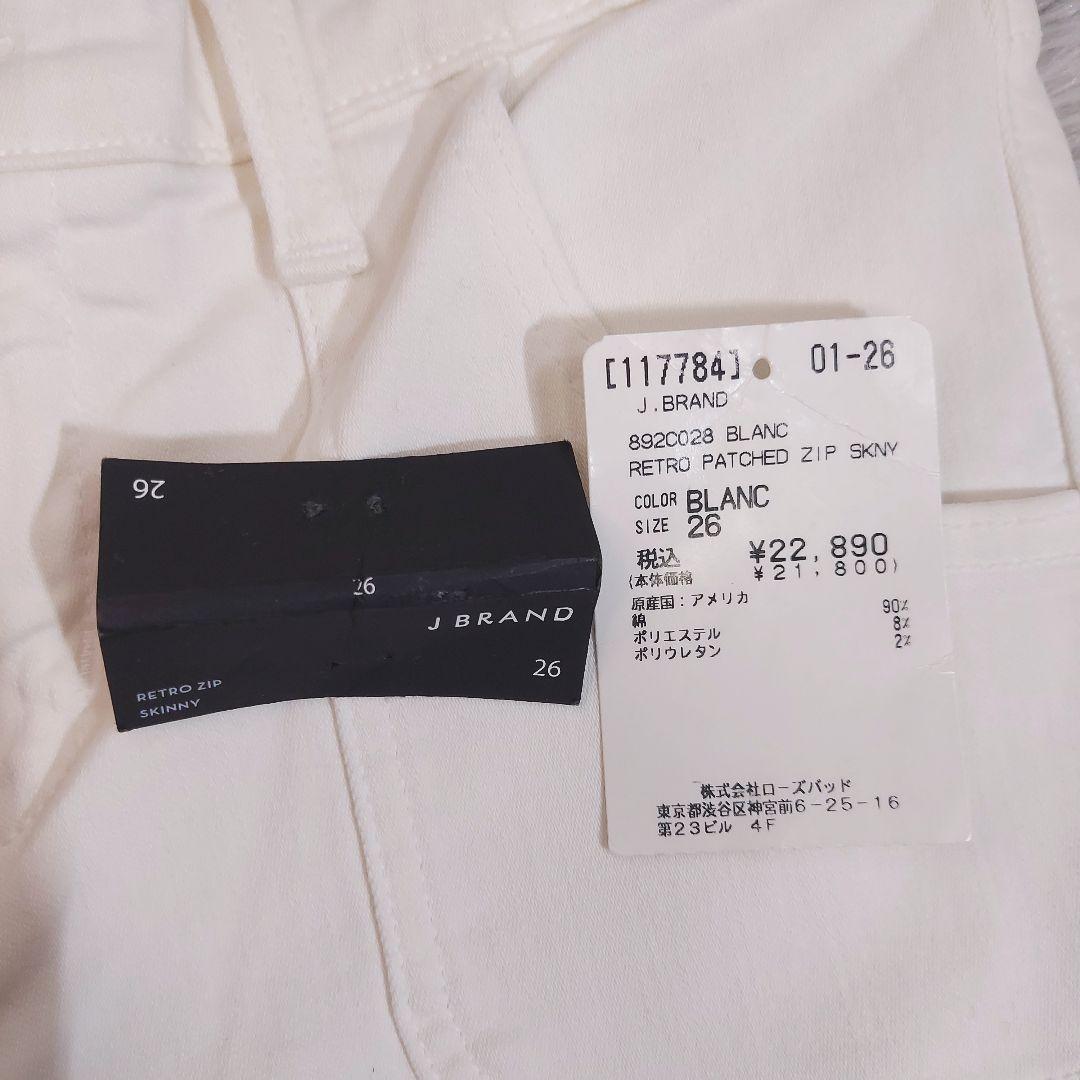 26
26
J BRAND
26
RETRO ZIP
SKINNY
[117784] 01-26
J.BRAND
892C028 BLANC
RETRO PATCHED ZIP SKNY
COLOR BLANC
SIZE 26
税込 ¥22,890
(本体価格 ¥21,800)
原産国:アメリカ
綿 90%
ポリエステル 8%
ポリウレタン 2%
株式会社ローズバッド
東京都渋谷区神宮前6-25-16
第23ビル 4F